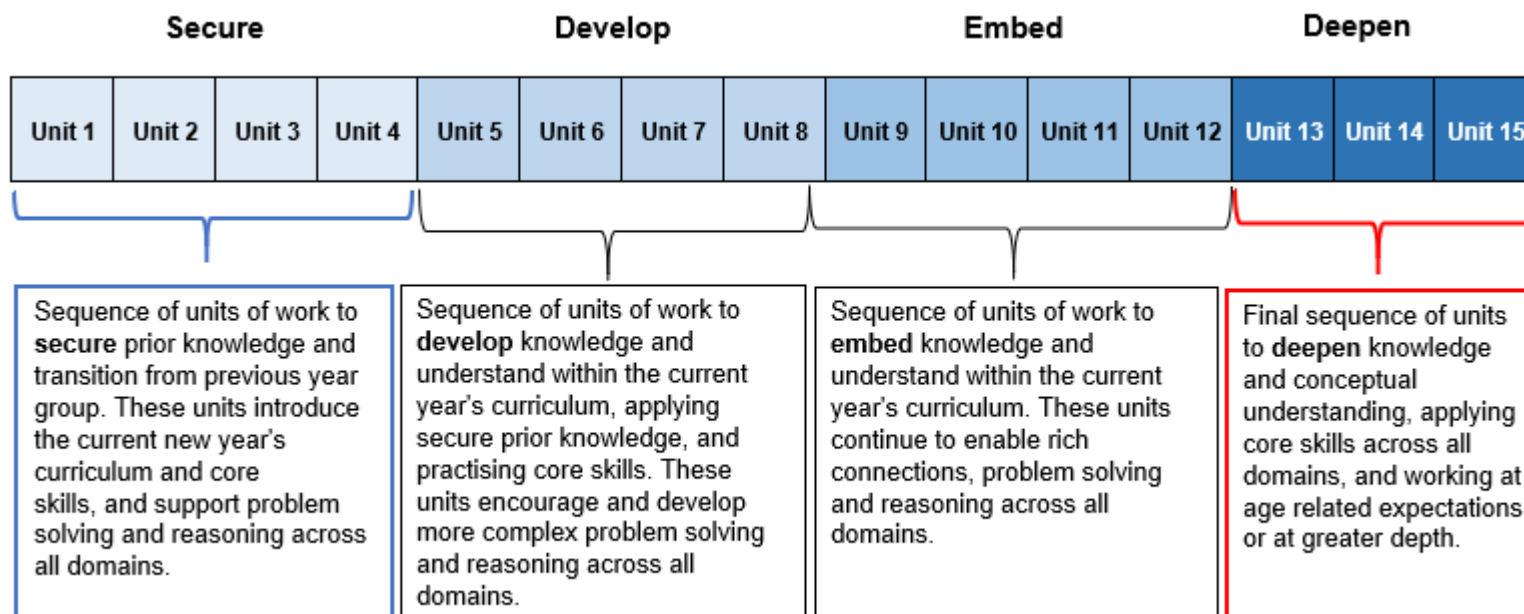 Secure
Develop
Embed
Deepen
Unit 1
Unit 2
Unit 3
Unit 4
Unit 5
Unit 6
Unit 7
Unit 8
Unit 9
Unit 10
Unit 11
Unit 12
Unit 13
Unit 14
Unit 15
Sequence of units of work to
secure prior knowledge and
transition from previous year
group. These units introduce
the current new year's
curriculum and core
skills, and support problem
solving and reasoning across
all domains.
Sequence of units of work to
develop knowledge and
understand within the current
year's curriculum, applying
secure prior knowledge, and
practising core skills. These
units encourage and develop
more complex problem solving
and reasoning across all
domains.
Sequence of units of work to
embed knowledge and
understand within the current
year's curriculum. These units
continue to enable rich
connections, problem solving
and reasoning across all
domains.
Final sequence of units
to deepen knowledge
and conceptual
understanding, applying
core skills across all
domains, and working at
age related expectations
or at greater depth.